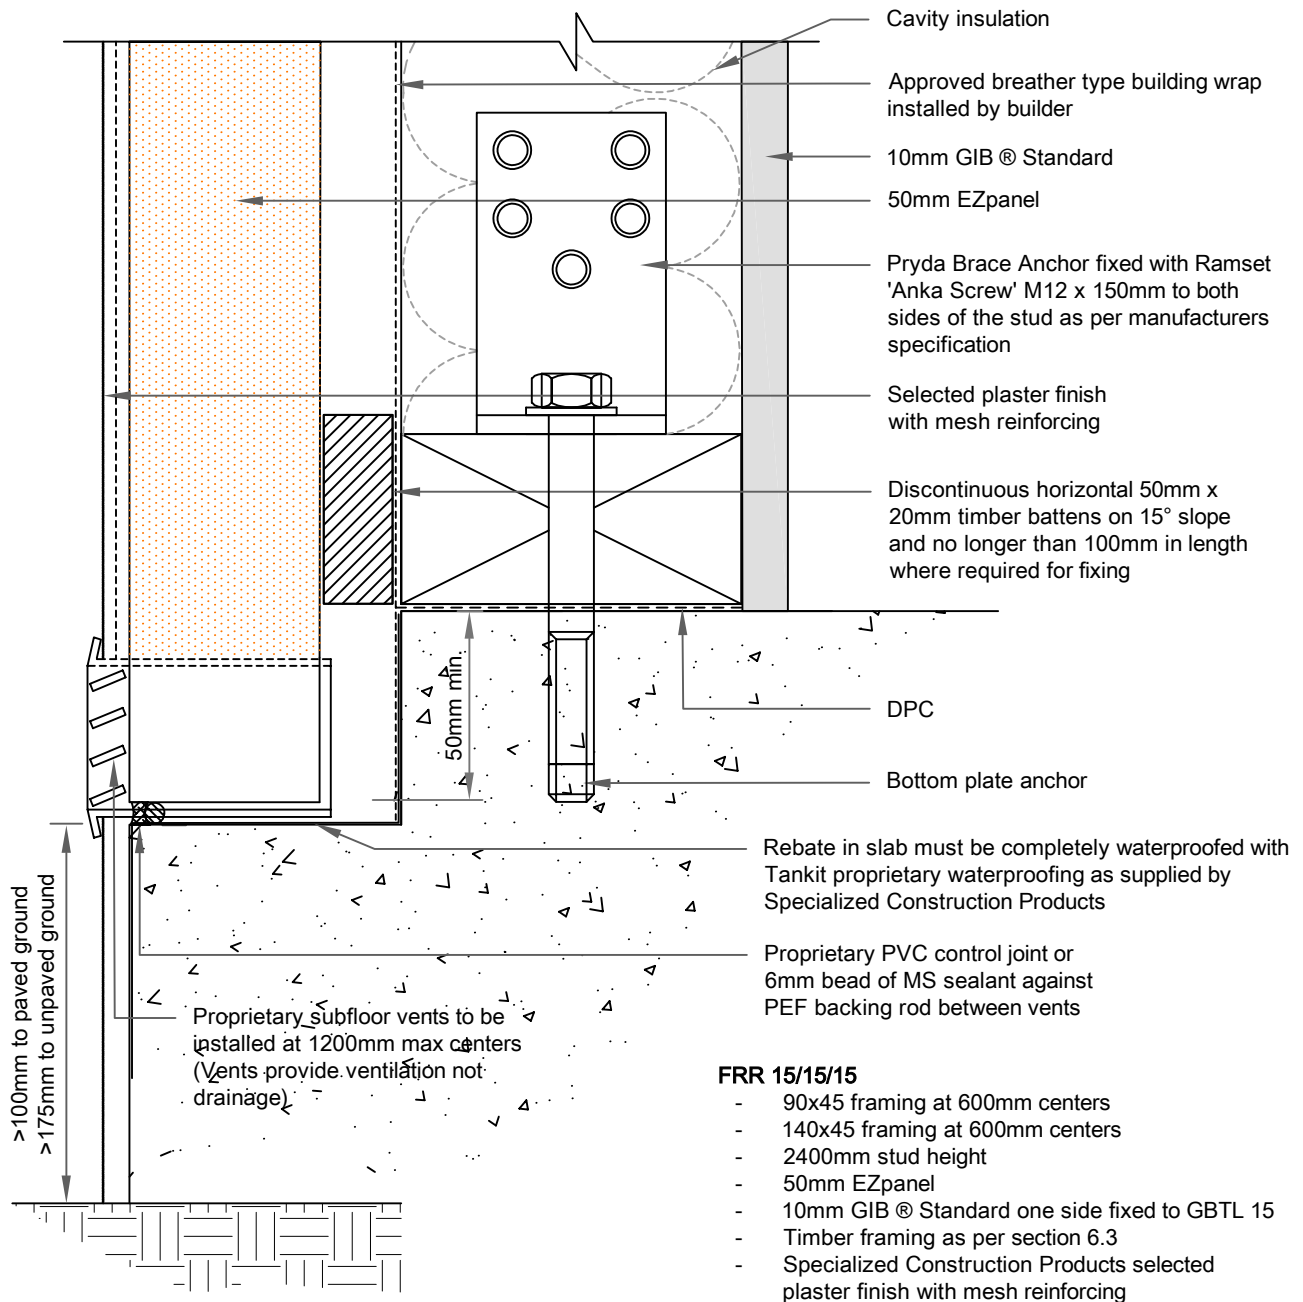 Cavity insulation
Approved breather type building wrap
installed by builder
10mm GIB ® Standard
50mm EZpanel
Pryda Brace Anchor fixed with Ramset
'Anka Screw' M12 x 150mm to both
sides of the stud as per manufacturers
specification
Selected plaster finish
with mesh reinforcing
Discontinuous horizontal 50mm x
20mm timber battens on 15° slope
and no longer than 100mm in length
where required for fixing
50mm min.
DPC
Bottom plate anchor
Rebate in slab must be completely waterproofed with
Tankit proprietary waterproofing as supplied by
Specialized Construction Products
Proprietary PVC control joint or
6mm bead of MS sealant against
PEF backing rod between vents
>100mm to paved ground
>175mm to unpaved ground
Proprietary subfloor vents to be
installed at 1200mm max centers
(Vents provide ventilation not
drainage)
FRR 15/15/15
- 90x45 framing at 600mm centers
- 140x45 framing at 600mm centers
- 2400mm stud height
- 50mm EZpanel
- 10mm GIB ® Standard one side fixed to GBTL 15
- Timber framing as per section 6.3
- Specialized Construction Products selected
plaster finish with mesh reinforcing